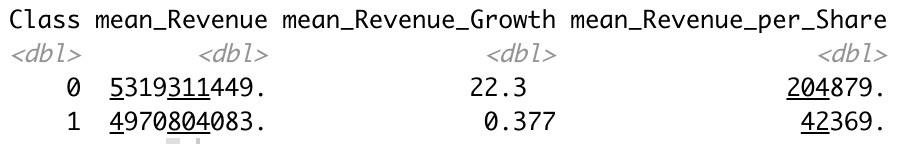 Class mean_Revenue mean_Revenue_Growth mean_Revenue_per_Share
<dbl> <dbl> <dbl> <dbl>
0 5319311449. 22.3 204879.
1 4970804083. 0.377 42369.